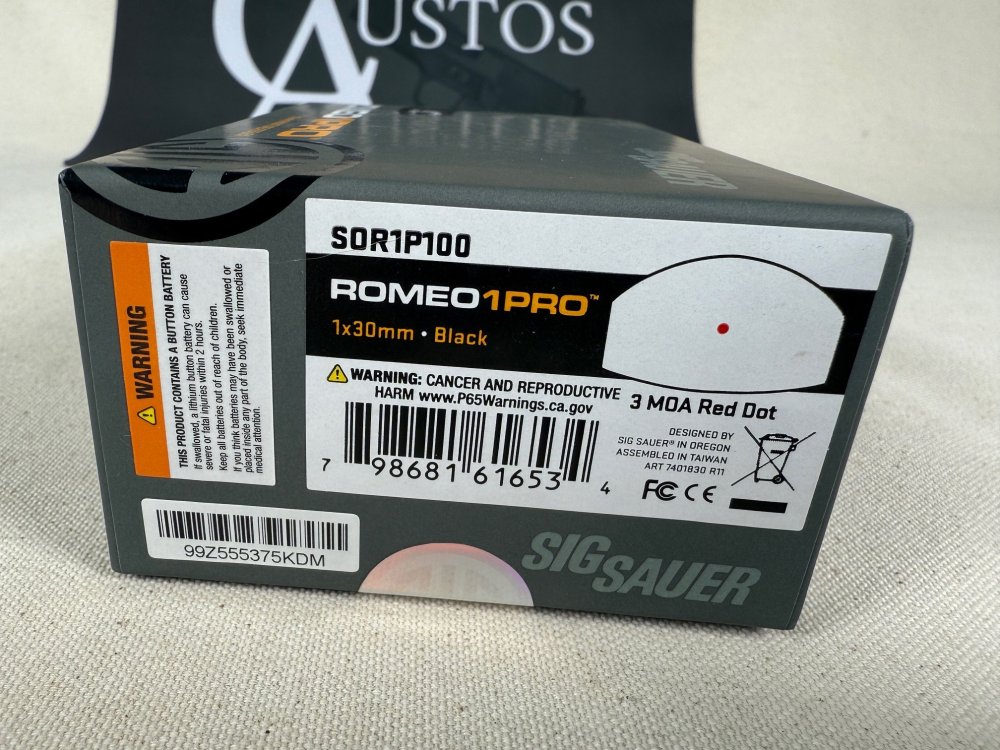 CAUSTOS
1PRO
SOR1P100
ROMEO1PRO™
1x30mm • Black
WARNING: CANCER AND REPRODUCTIVE
HARM www.P65Warnings.ca.gov
3 MOA Red Dot
7 98681 61653 4
DESIGNED BY
SIG SAUER® IN OREGON
ASSEMBLED IN TAIWAN
ART 7401830 R11
FC CE
WARNING
THIS PRODUCT CONTAINS A BUTTON BATTERY
If swallowed, a lithium button battery can cause
severe or fatal injuries within 2 hours.
Keep all batteries out of reach of children.
If you think batteries may have been swallowed or
placed inside any part of the body, seek immediate
medical attention.
99Z555375KDM
SIG SAUER